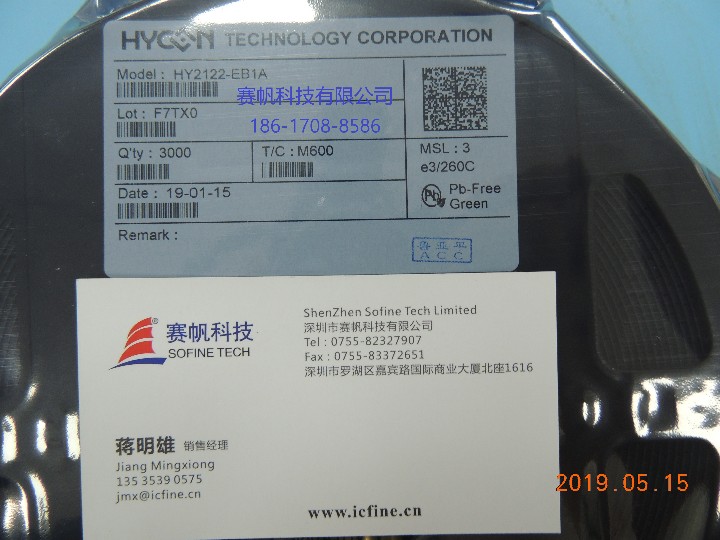 HYCON TECHNOLOGY CORPORATION
Model : HY2122-EB1A
赛帆科技有限公司
Lot : F7TX0
186-1708-8586
Q'ty : 3000
T/C : M600
MSL : 3
e3/260C
Date : 19-01-15
Pb-Free
Green
Remark :
ACC
赛帆科技
SOFINE TECH
ShenZhen Sofine Tech Limited
深圳市赛帆科技有限公司
Tel : 0755-82327907
Fax : 0755-83372651
深圳市罗湖区嘉宾路国际商业大厦北座1616
蒋明雄 销售经理
Jiang Mingxiong
135 3539 0575
jmx@icfine.cn
www.icfine.cn
2019.05.15